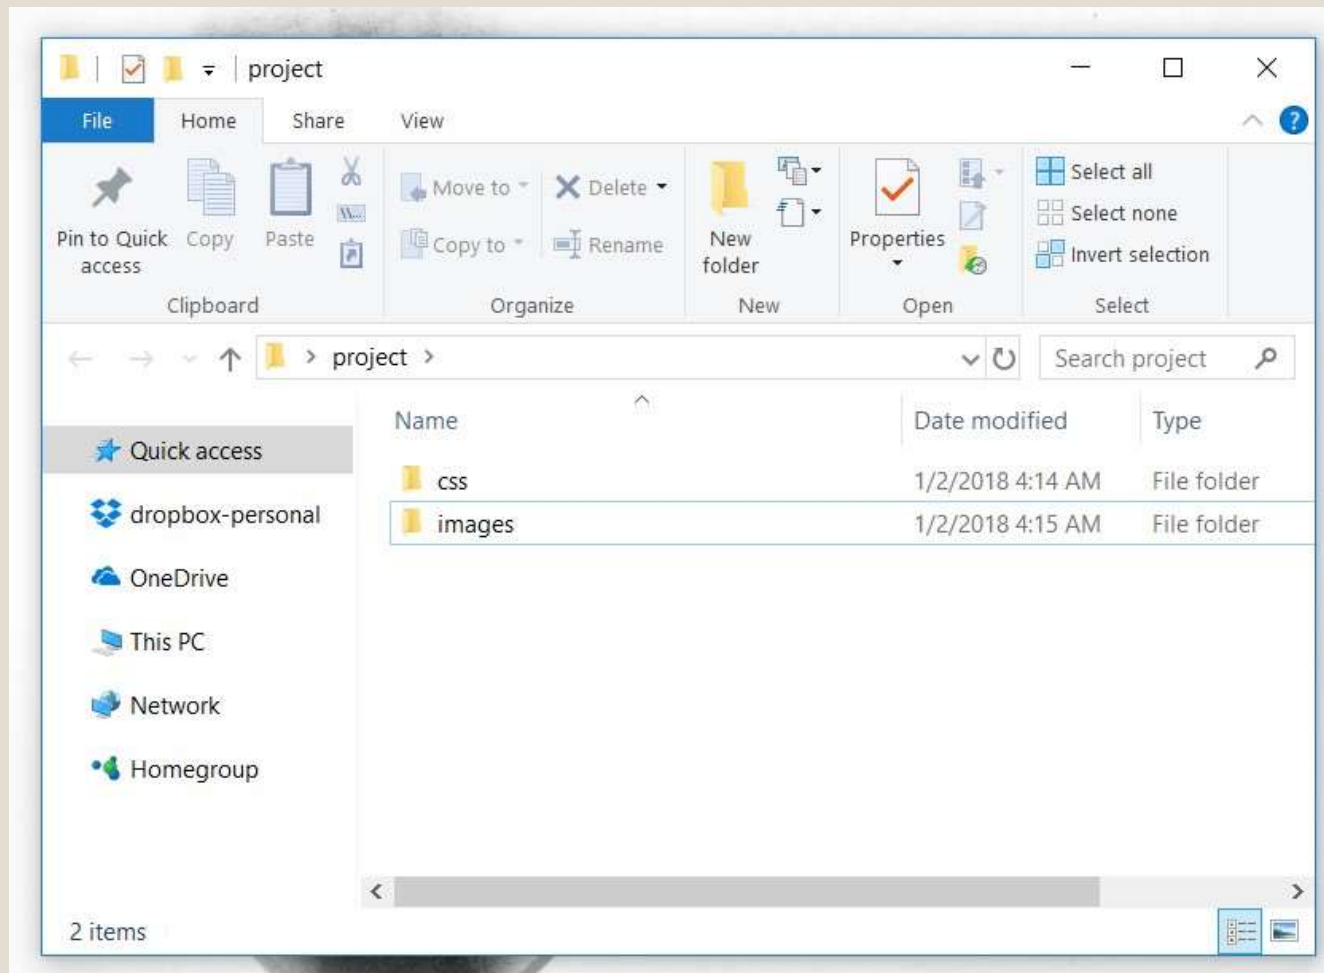 project
File Home Share View
Pin to Quick access
Copy
Paste
Move to
Copy to
Delete
Rename
New folder
Properties
Select all
Select none
Invert selection
Clipboard Organize New Open Select
> project >
Search project
Name Date modified Type
Quick access
dropbox-personal
OneDrive
This PC
Network
Homegroup
css 1/2/2018 4:14 AM File folder
images 1/2/2018 4:15 AM File folder
2 items